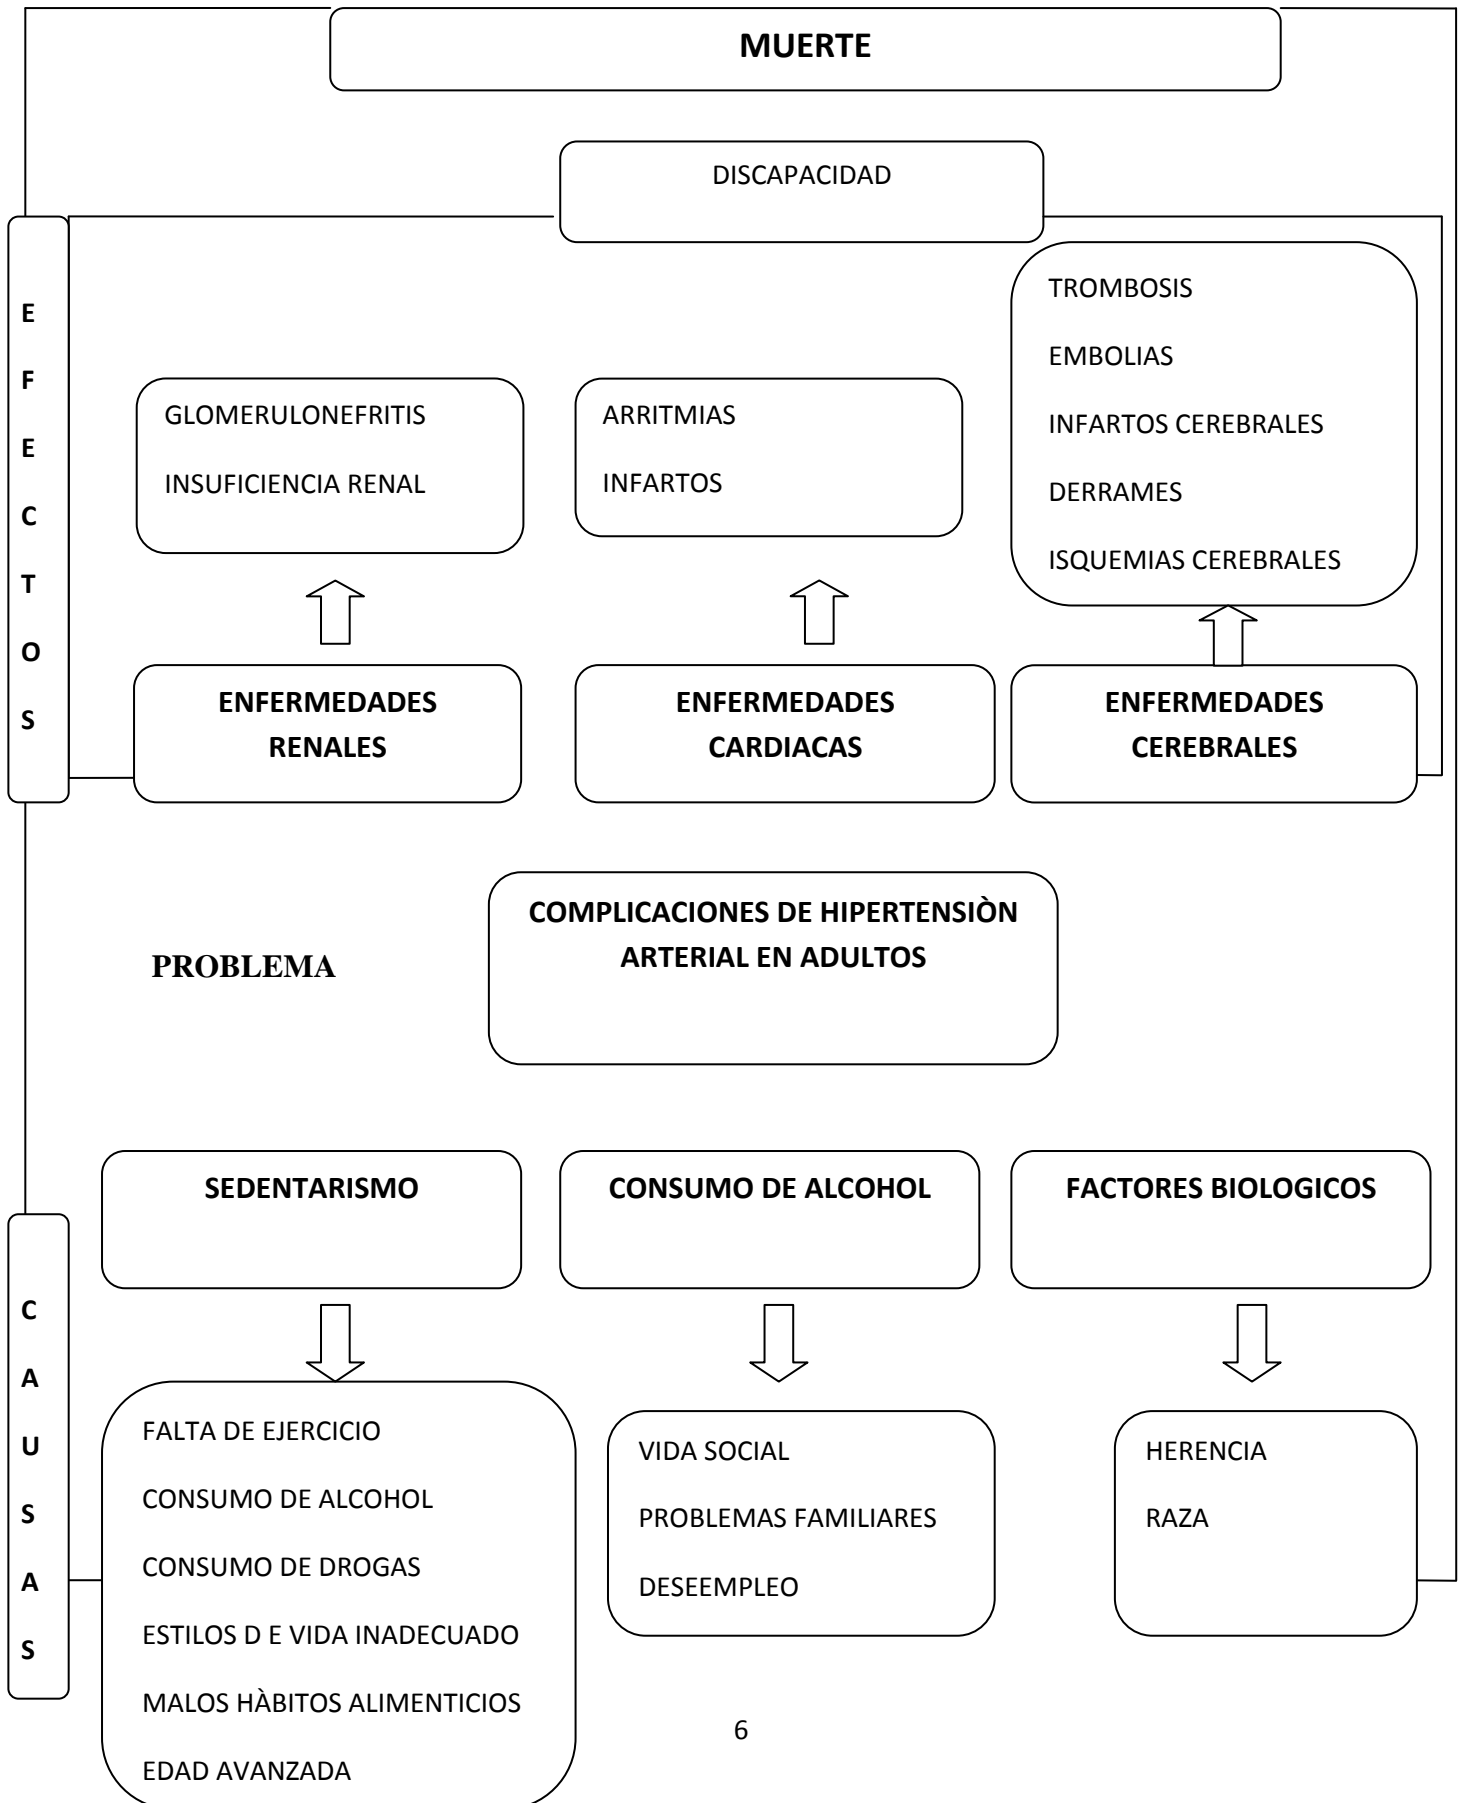 MUERTE
DISCAPACIDAD
E
F
E
C
T
O
S
TROMBOSIS
EMBOLIAS
INFARTOS CEREBRALES
DERRAMES
ISQUEMIAS CEREBRALES
GLOMERULONEFRITIS
INSUFICIENCIA RENAL
ARRITMIAS
INFARTOS
ENFERMEDADES
RENALES
ENFERMEDADES
CARDIACAS
ENFERMEDADES
CEREBRALES
PROBLEMA
COMPLICACIONES DE HIPERTENSIÒN
ARTERIAL EN ADULTOS
SEDENTARISMO
CONSUMO DE ALCOHOL
FACTORES BIOLOGICOS
C
A
U
S
A
S
FALTA DE EJERCICIO
CONSUMO DE ALCOHOL
CONSUMO DE DROGAS
ESTILOS D E VIDA INADECUADO
MALOS HÀBITOS ALIMENTICIOS
EDAD AVANZADA
VIDA SOCIAL
PROBLEMAS FAMILIARES
DESEEMPLEO
HERENCIA
RAZA
6